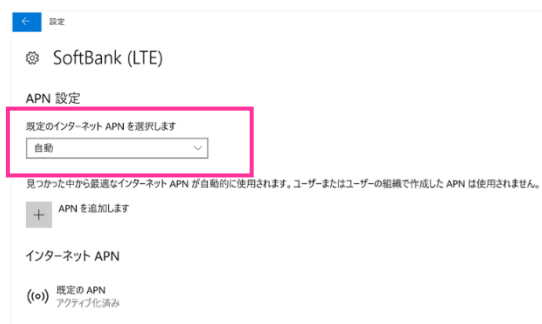 設定
SoftBank (LTE)
APN 設定
既定のインターネット APN を選択します
自動
見つかった中から最適なインターネット APN が自動的に使用されます。ユーザーまたはユーザーの組織で作成した APN は使用されません。
APN を追加します
インターネット APN
既定の APN
アクティブ化済み